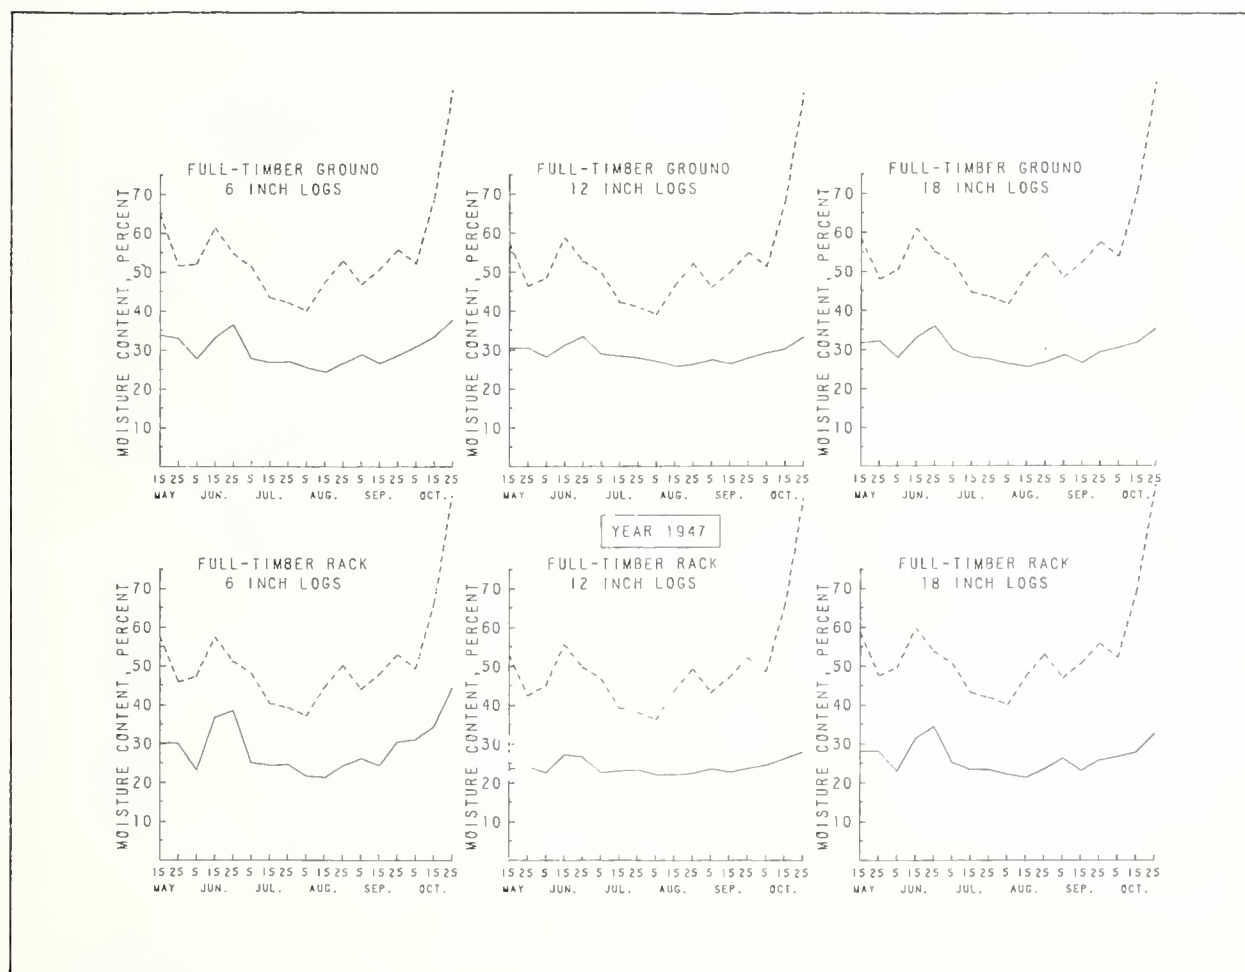 FULL-TIMBER GROUND
6 INCH LOGS
MOISTURE CONTENT, PERCENT
70
60
50
40
30
20
10
15 25 5 15 25 5 15 25 5 15 25 5 15 25 5 15 25
MAY JUN. JUL. AUG. SEP. OCT.
FULL-TIMBER GROUND
12 INCH LOGS
MOISTURE CONTENT, PERCENT
70
60
50
40
30
20
10
15 25 5 15 25 5 15 25 5 15 25 5 15 25 5 15 25
MAY JUN. JUL. AUG. SEP. OCT.
FULL-TIMBER GROUND
18 INCH LOGS
MOISTURE CONTENT, PERCENT
70
60
50
40
30
20
10
15 25 5 15 25 5 15 25 5 15 25 5 15 25 5 15 25
MAY JUN. JUL. AUG. SEP. OCT.
YEAR 1947
FULL-TIMBER RACK
6 INCH LOGS
MOISTURE CONTENT, PERCENT
70
60
50
40
30
20
10
15 25 5 15 25 5 15 25 5 15 25 5 15 25 5 15 25
MAY JUN. JUL. AUG. SEP. OCT.
FULL-TIMBER RACK
12 INCH LOGS
MOISTURE CONTENT, PERCENT
70
60
50
40
30
20
10
15 25 5 15 25 5 15 25 5 15 25 5 15 25 5 15 25
MAY JUN. JUL. AUG. SEP. OCT.
FULL-TIMBER RACK
18 INCH LOGS
MOISTURE CONTENT, PERCENT
70
60
50
40
30
20
10
15 25 5 15 25 5 15 25 5 15 25 5 15 25 5 15 25
MAY JUN. JUL. AUG. SEP. OCT.